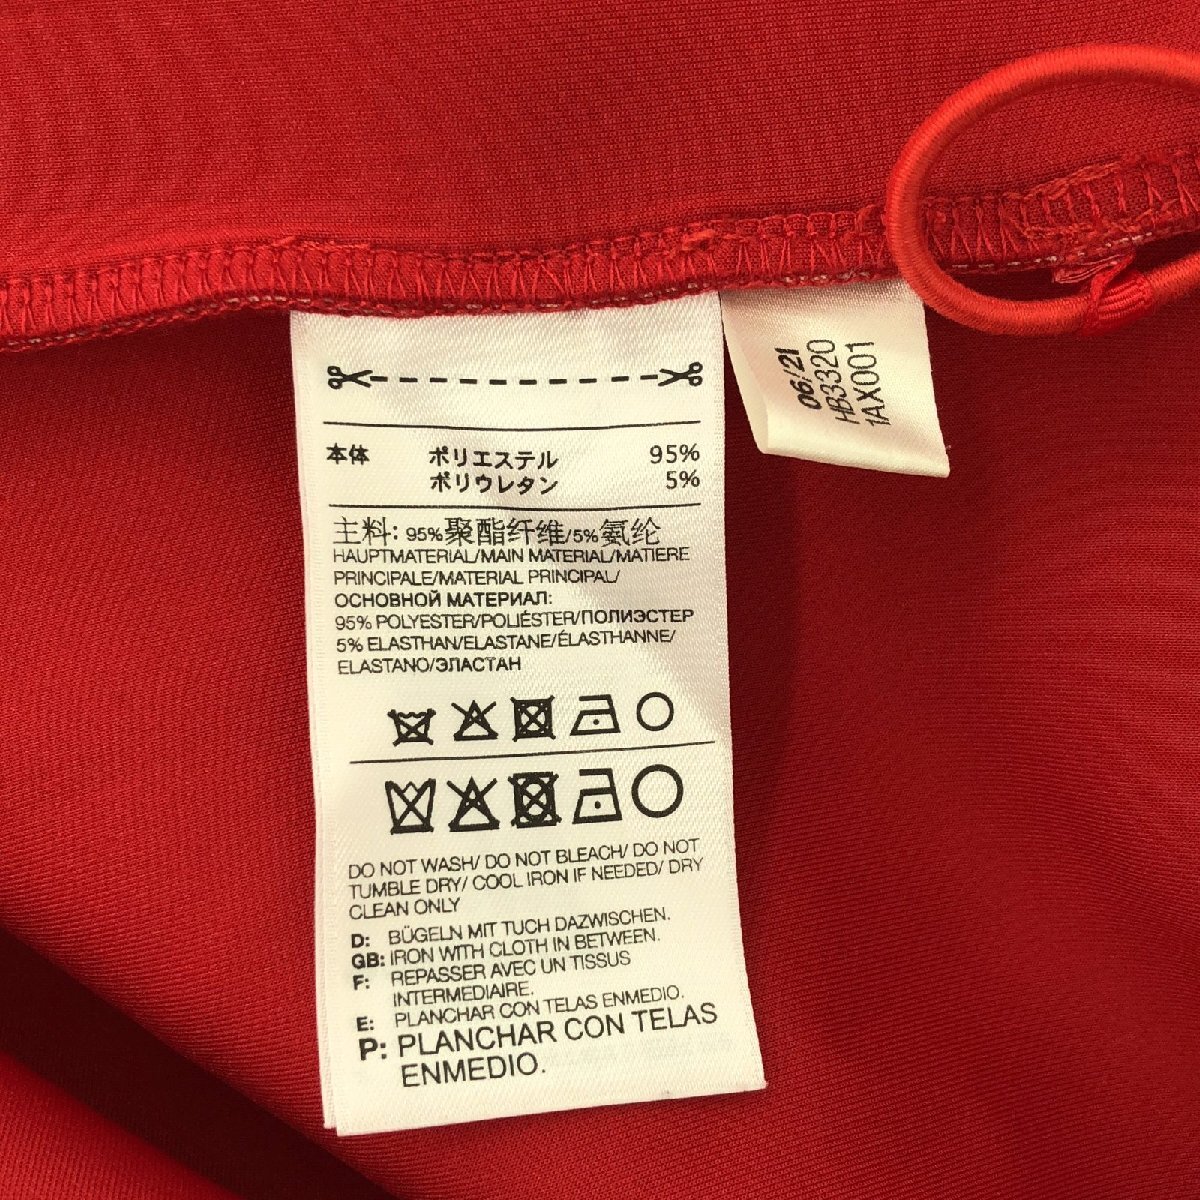 本体 ポリエステル 95%
ポリウレタン 5%
主料: 95%聚酯纤维/5%氨纶
HAUPTMATERIAL/MAIN MATERIAL/MATIERE
PRINCIPALE/MATERIAL PRINCIPAL/
ОСНОВНОЙ МАТЕРИАЛ:
95% POLYESTER/POLIÉSTER/ПОЛИЭСТЕР
5% ELASTHAN/ELASTANE/ÉLASTHANNE/
ELASTANO/ЭЛАСТАН
DO NOT WASH/ DO NOT BLEACH/ DO NOT
TUMBLE DRY/ COOL IRON IF NEEDED/ DRY
CLEAN ONLY
D: BÜGELN MIT TUCH DAZWISCHEN.
GB: IRON WITH CLOTH IN BETWEEN.
F: REPASSER AVEC UN TISSUS
INTERMEDIAIRE.
E: PLANCHAR CON TELAS ENMEDIO.
P: PLANCHAR CON TELAS
ENMEDIO.
06/21
HB3320
1AX001